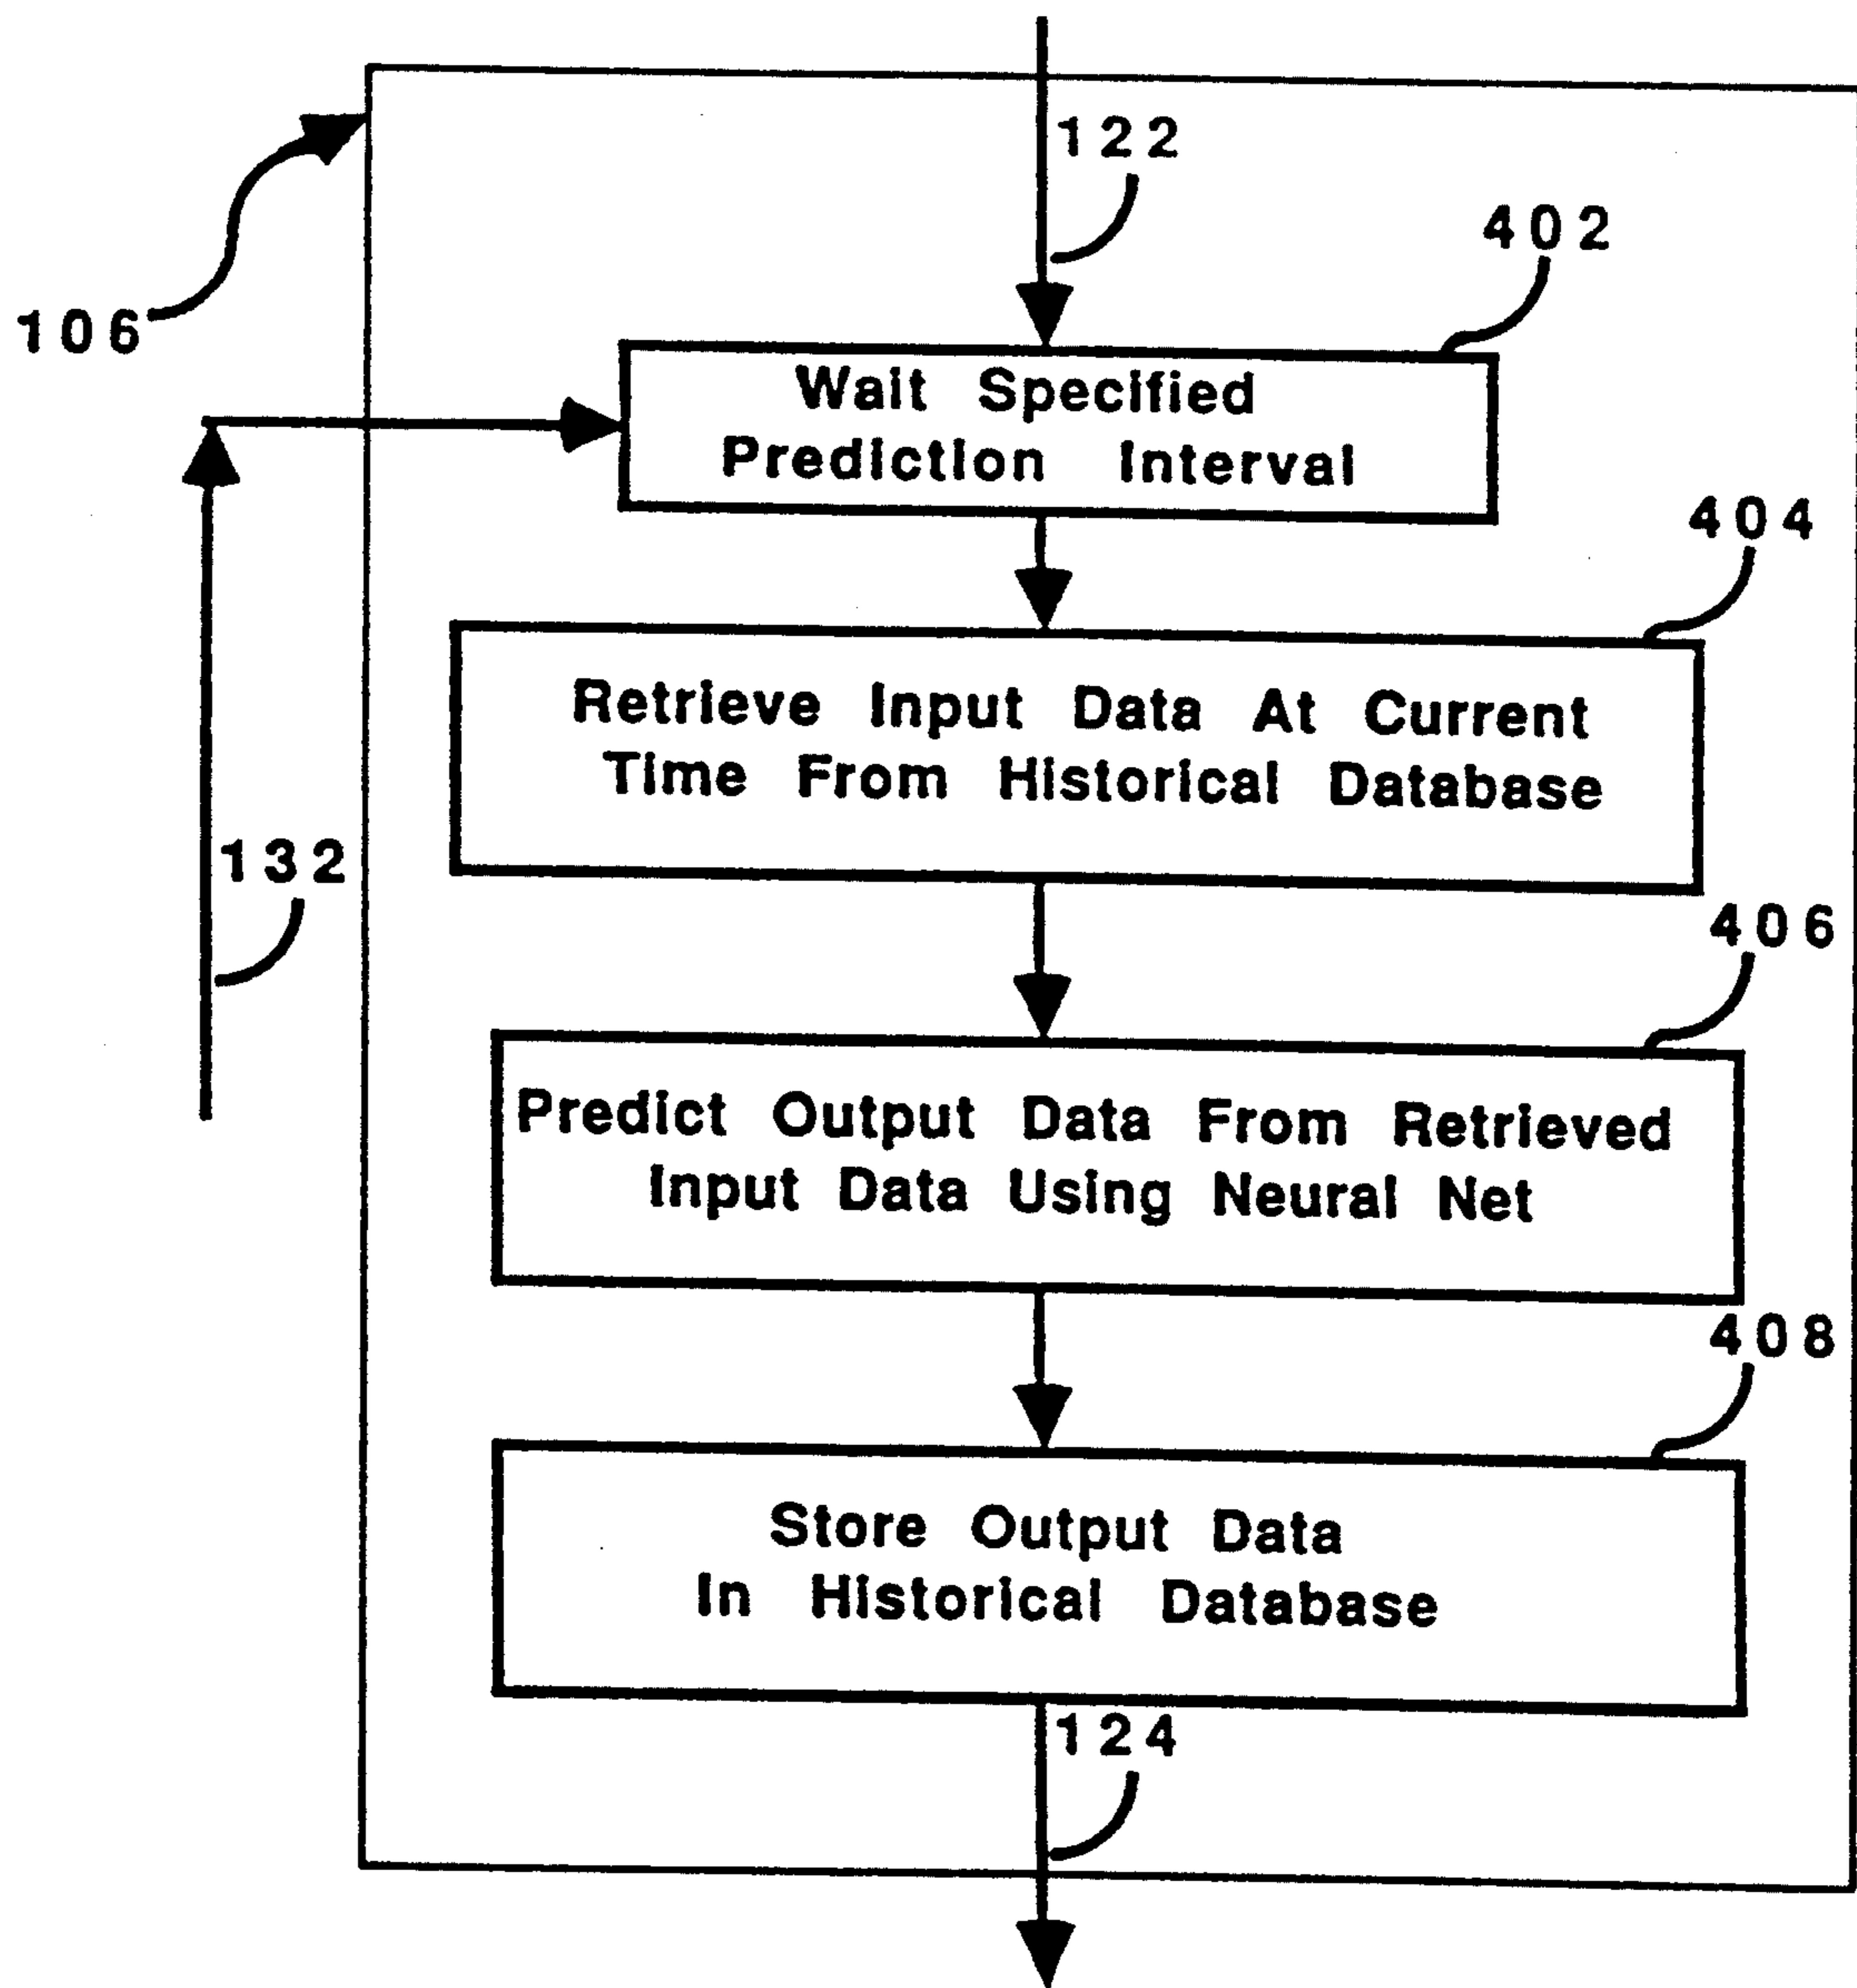 122
402
106
Wait Specified
Prediction Interval
404
Retrieve Input Data At Current
Time From Historical Database
132
406
Predict Output Data From Retrieved
Input Data Using Neural Net
408
Store Output Data
In Historical Database
124